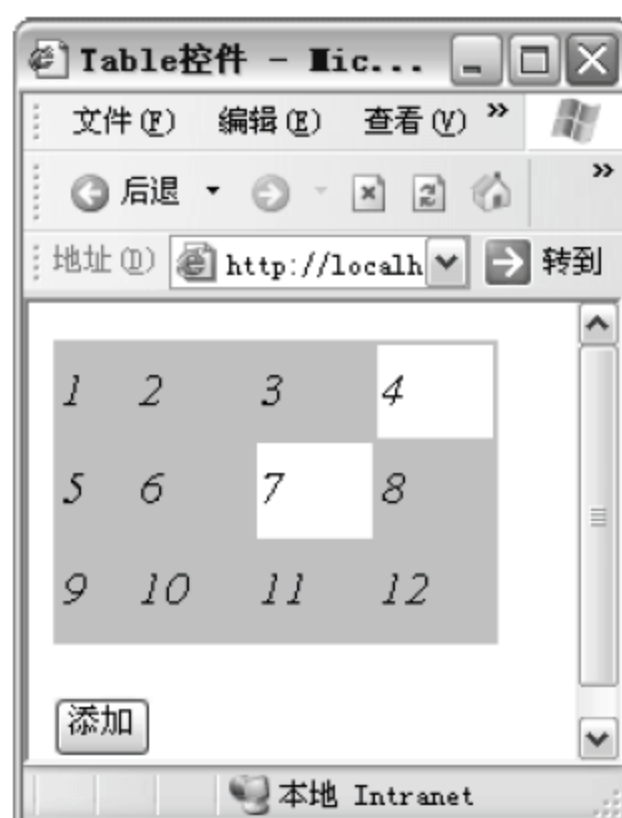 Table控件 - Mic...
文件(F) 编辑(E) 查看(V) »
后退 »
地址(D) http://localh 转到
1 2 3 4
5 6 7 8
9 10 11 12
添加
本地 Intranet